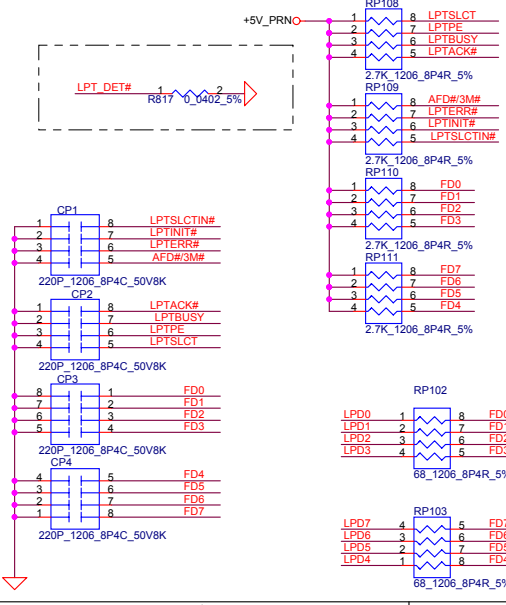 RP108
+5V_PRN
1 8 LPTSLCT
2 7 LPTPE
3 6 LPTBUSY
4 5 LPTACK#
2.7K_1206_8P4R_5%
LPT_DET# 1 2
R817 0_0402_5%
RP109
1 8 AFD#/3M#
2 7 LPTERR#
3 6 LPTINIT#
4 5 LPTSLCTIN#
2.7K_1206_8P4R_5%
RP110
1 8 FD0
2 7 FD1
3 6 FD2
4 5 FD3
2.7K_1206_8P4R_5%
RP111
1 8 FD7
2 7 FD6
3 6 FD5
4 5 FD4
2.7K_1206_8P4R_5%
CP1
1 8 LPTSLCTIN#
2 7 LPTINIT#
3 6 LPTERR#
4 5 AFD#/3M#
220P_1206_8P4C_50V8K
CP2
1 8 LPTACK#
2 7 LPTBUSY
3 6 LPTPE
4 5 LPTSLCT
220P_1206_8P4C_50V8K
CP3
8 1 FD0
7 2 FD1
6 3 FD2
5 4 FD3
220P_1206_8P4C_50V8K
CP4
4 5 FD4
3 6 FD5
2 7 FD6
1 8 FD7
220P_1206_8P4C_50V8K
RP102
LPD0 1 8 FD0
LPD1 2 7 FD1
LPD2 3 6 FD2
LPD3 4 5 FD3
68_1206_8P4R_5%
RP103
LPD7 4 5 FD7
LPD6 3 6 FD6
LPD5 2 7 FD5
LPD4 1 8 FD4
68_1206_8P4R_5%